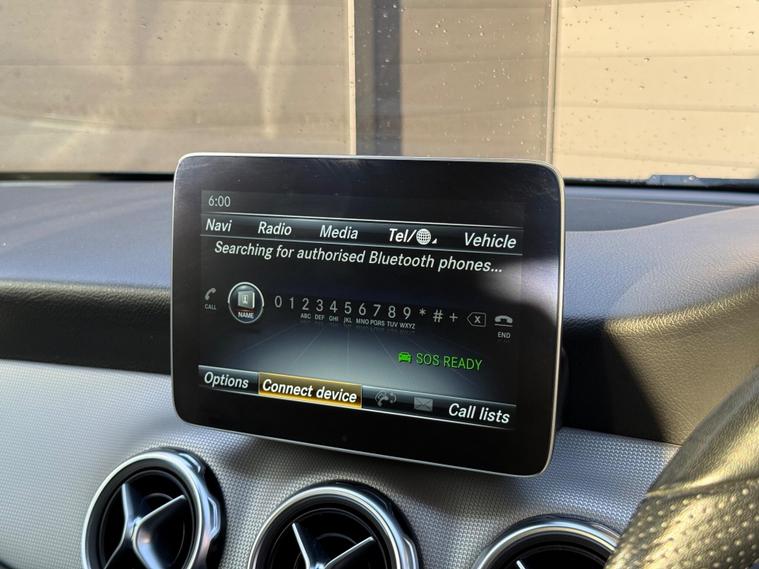 6:00
Navi Radio Media Tel/ Vehicle
Searching for authorised Bluetooth phones...
0 1 2 3 4 5 6 7 8 9 * # +
ABC DEF GHI JKL MNO PQRS TUV WXYZ
CALL
NAME
END
SOS READY
Options Connect device Call lists